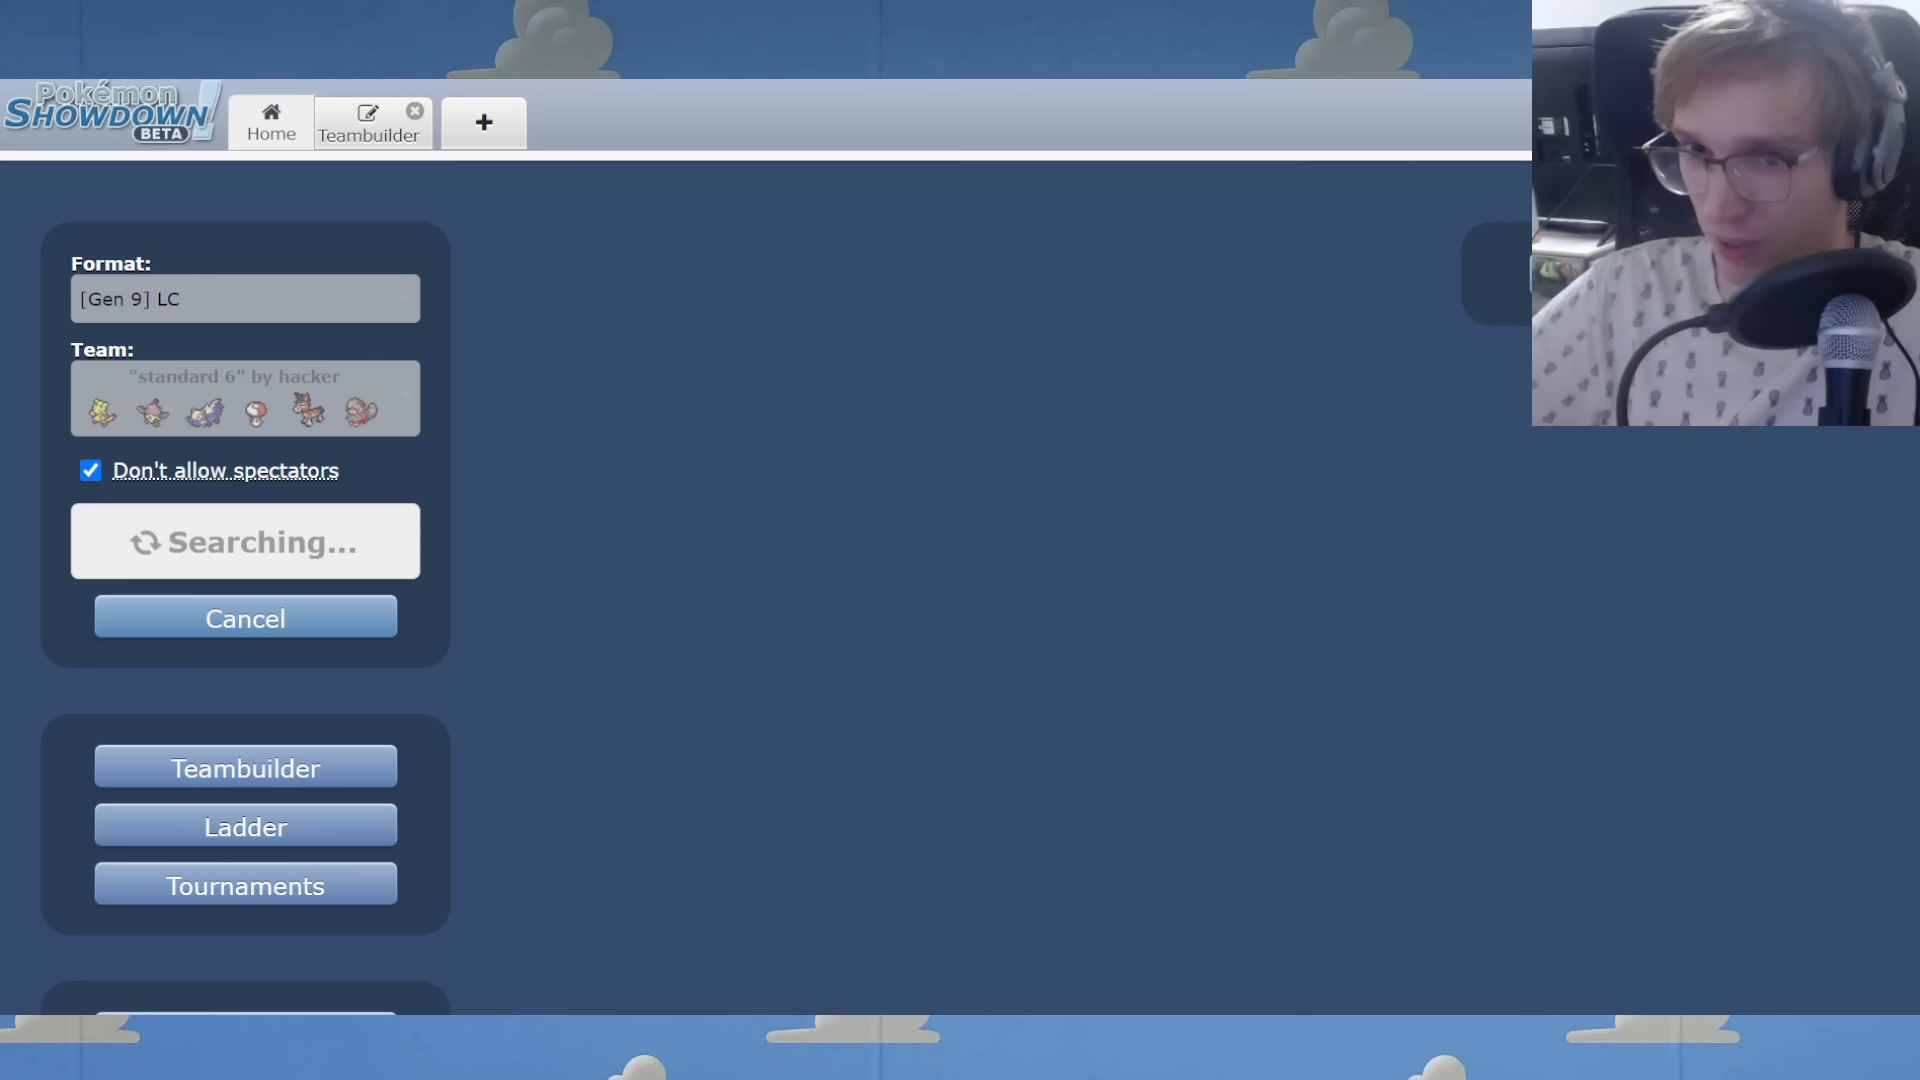 Pokémon
SHOWDOWN!
BETA
Home
Teambuilder
+
Format:
[Gen 9] LC
Team:
"standard 6" by hacker
Don't allow spectators
Searching...
Cancel
Teambuilder
Ladder
Tournaments